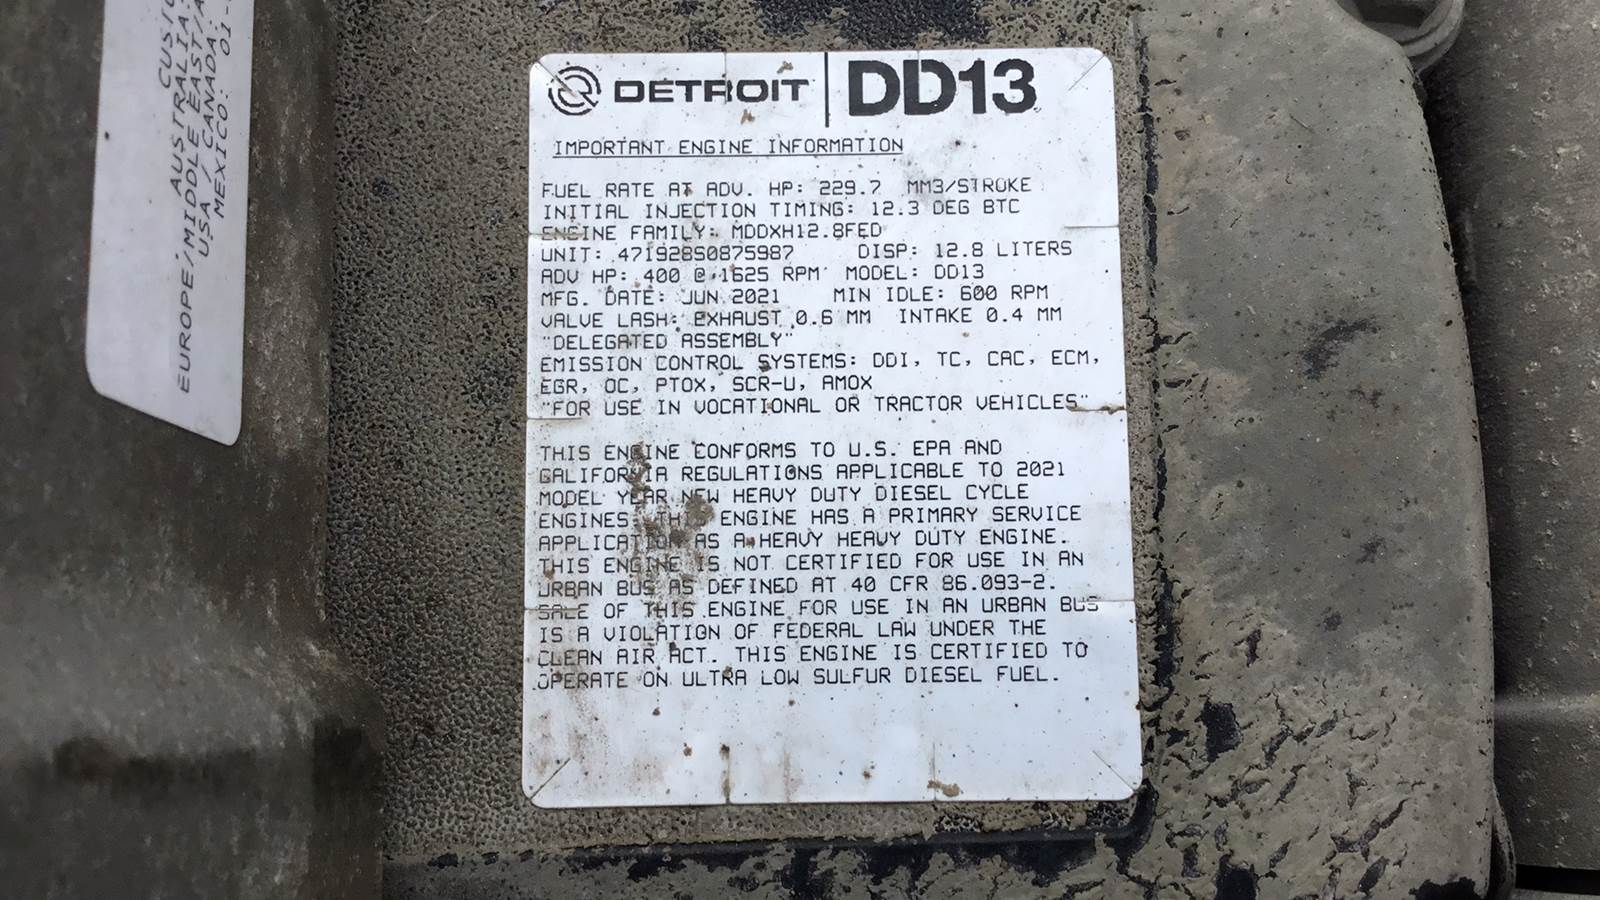 CUSTO
AUSTRALIA:
EUROPE/MIDDLE EAST/A
USA / CANADA:
MEXICO: 01-
DETROIT | DD13
IMPORTANT ENGINE INFORMATION
FUEL RATE AT ADV. HP: 229.7 MM3/STROKE
INITIAL INJECTION TIMING: 12.3 DEG BTC
ENGINE FAMILY: MDDXH12.8FED
UNIT: 471928S0875987 DISP: 12.8 LITERS
ADV HP: 400 @ 1625 RPM MODEL: DD13
MFG. DATE: JUN 2021 MIN IDLE: 600 RPM
VALVE LASH: EXHAUST 0.6 MM INTAKE 0.4 MM
"DELEGATED ASSEMBLY"
EMISSION CONTROL SYSTEMS: DDI, TC, CAC, ECM,
EGR, OC, PTOX, SCR-U, AMOX
"FOR USE IN VOCATIONAL OR TRACTOR VEHICLES"
THIS ENGINE CONFORMS TO U.S. EPA AND
CALIFORNIA REGULATIONS APPLICABLE TO 2021
MODEL YEAR NEW HEAVY DUTY DIESEL CYCLE
ENGINES. THIS ENGINE HAS A PRIMARY SERVICE
APPLICATION AS A HEAVY HEAVY DUTY ENGINE.
THIS ENGINE IS NOT CERTIFIED FOR USE IN AN
URBAN BUS AS DEFINED AT 40 CFR 86.093-2.
SALE OF THIS ENGINE FOR USE IN AN URBAN BUS
IS A VIOLATION OF FEDERAL LAW UNDER THE
CLEAN AIR ACT. THIS ENGINE IS CERTIFIED TO
OPERATE ON ULTRA LOW SULFUR DIESEL FUEL.